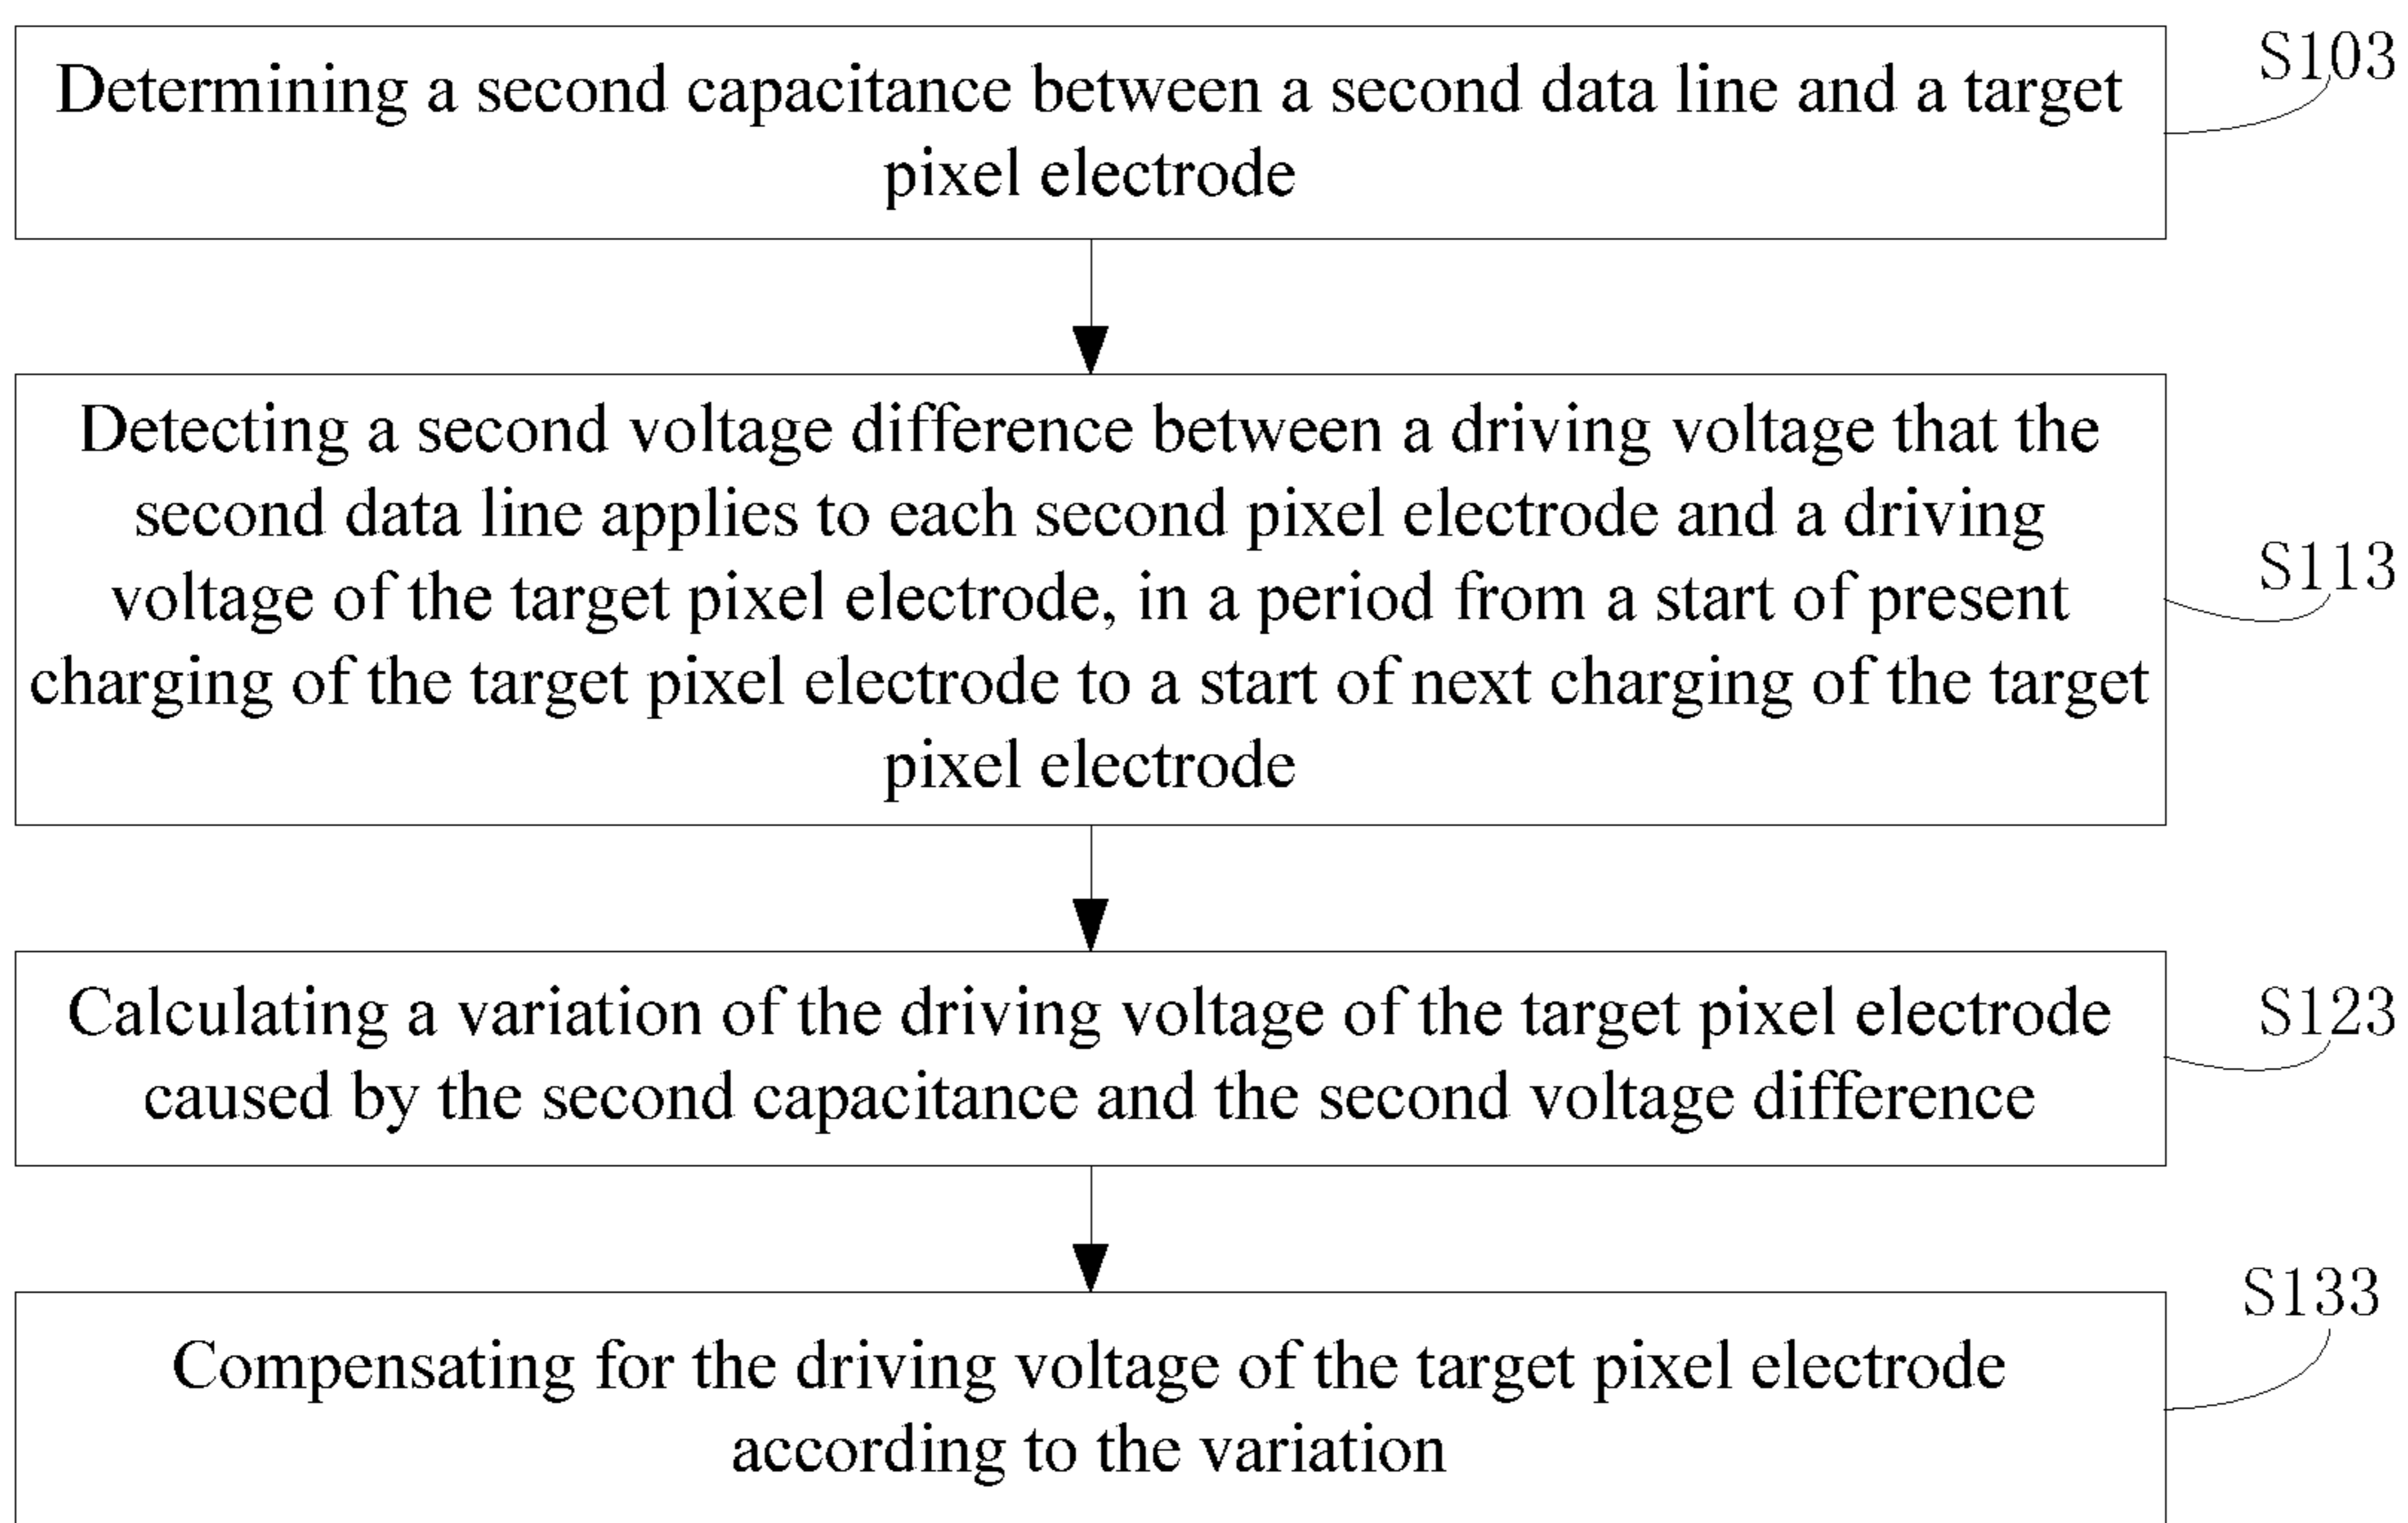 Determining a second capacitance between a second data line and a target
pixel electrode
S103
Detecting a second voltage difference between a driving voltage that the
second data line applies to each second pixel electrode and a driving
voltage of the target pixel electrode, in a period from a start of present
charging of the target pixel electrode to a start of next charging of the target
pixel electrode
S113
Calculating a variation of the driving voltage of the target pixel electrode
caused by the second capacitance and the second voltage difference
S123
Compensating for the driving voltage of the target pixel electrode
according to the variation
S133